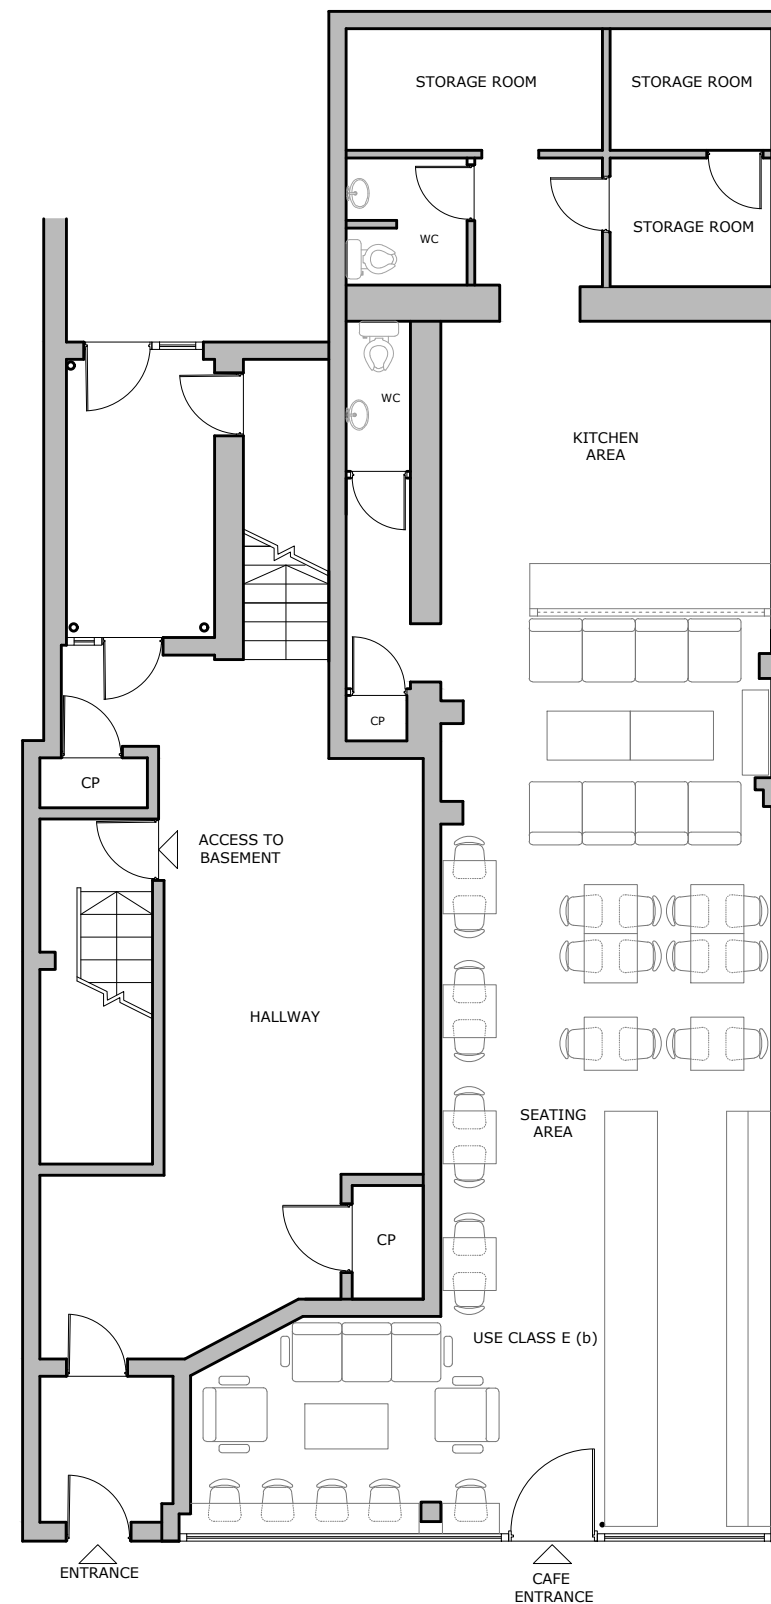 STORAGE ROOM
STORAGE ROOM
STORAGE ROOM
WC
WC
KITCHEN
AREA
CP
CP
ACCESS TO
BASEMENT
HALLWAY
SEATING
AREA
CP
USE CLASS E (b)
ENTRANCE
CAFE
ENTRANCE